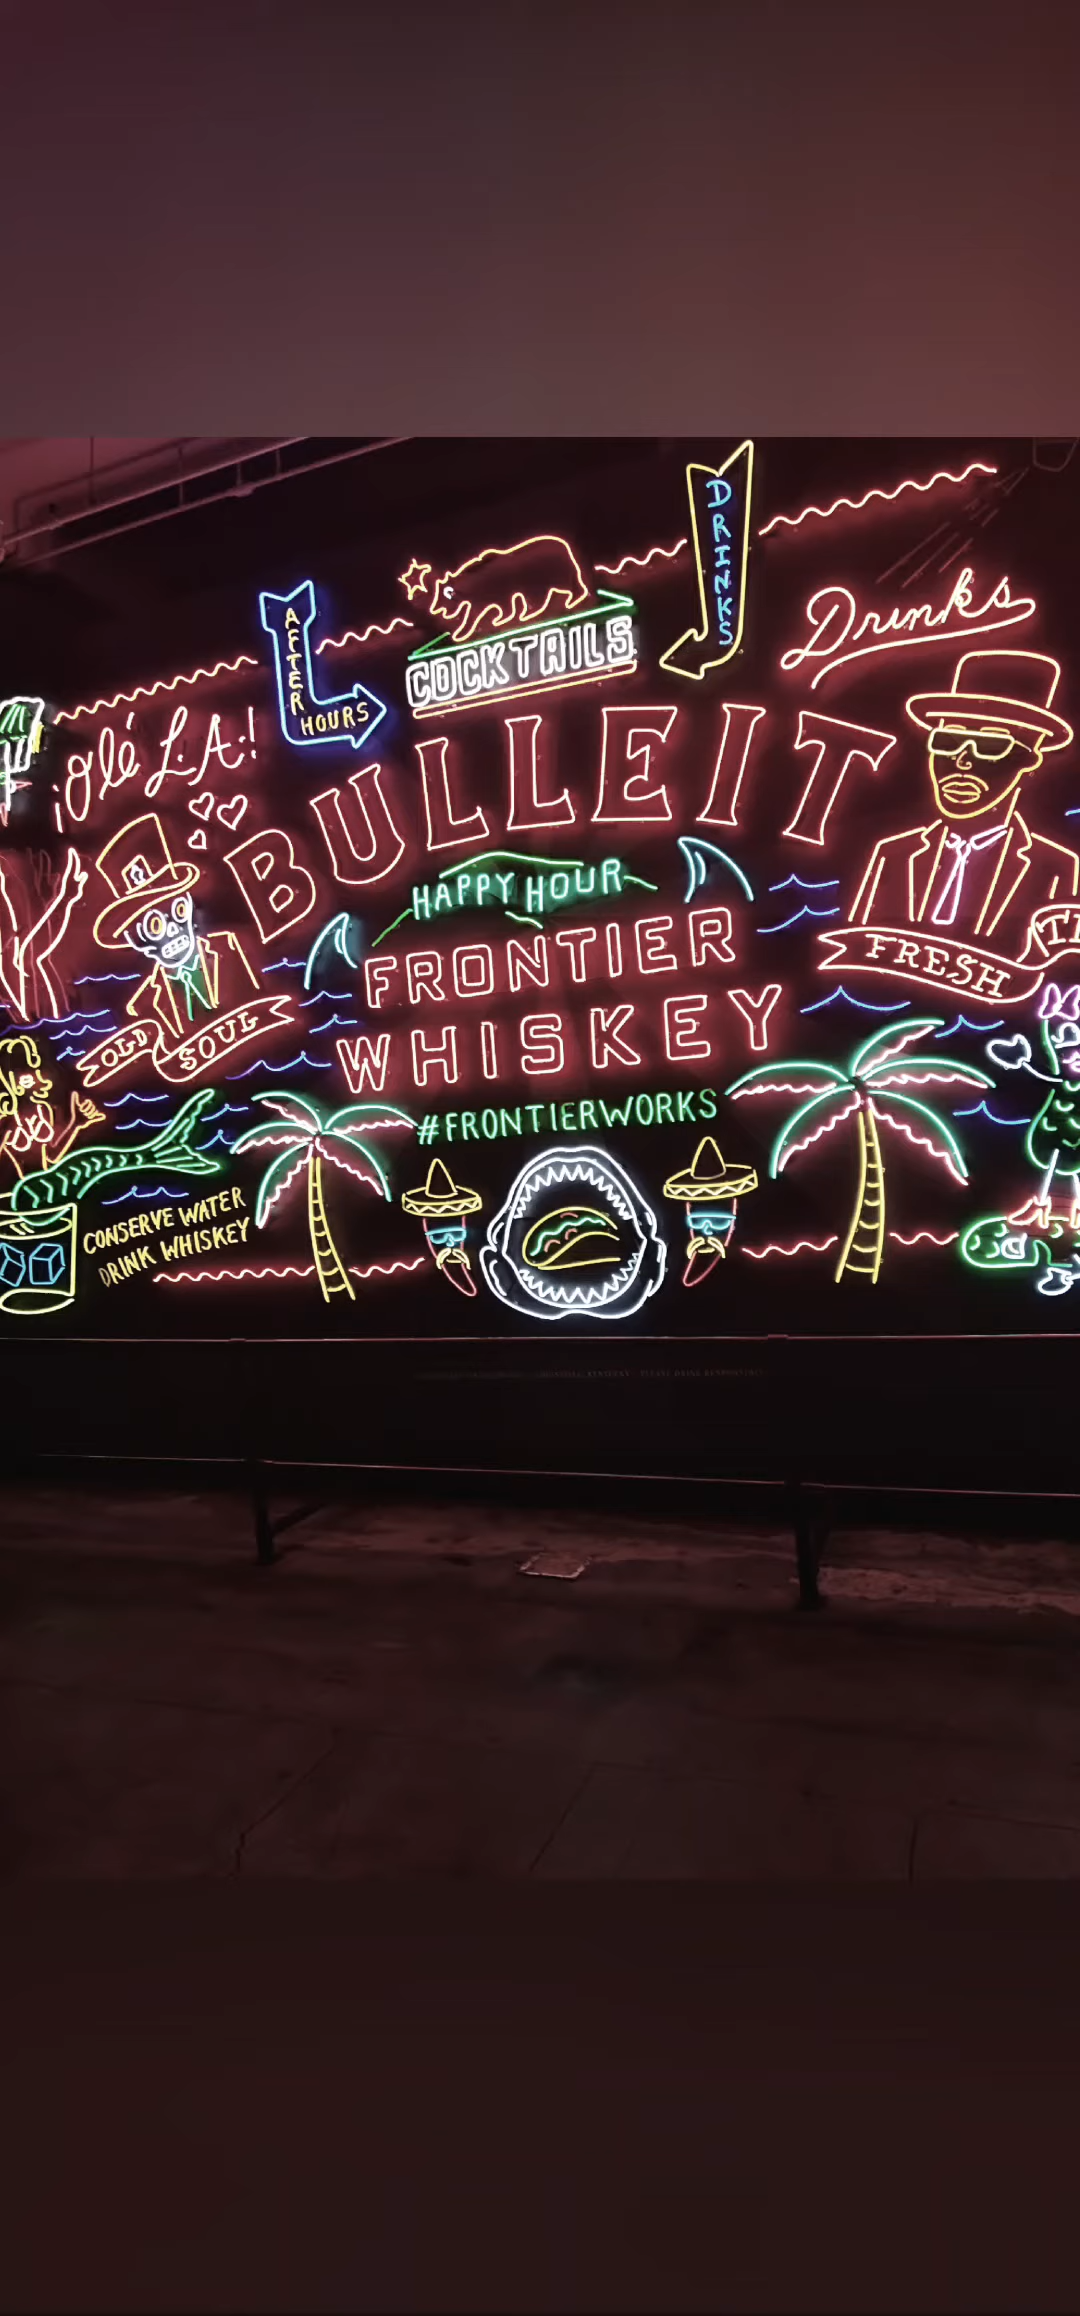 DRINKS
AFTER
HOURS
COCKTAILS
Drinks
¡Olé L.A.!
BULLEIT
HAPPY HOUR
FRONTIER
WHISKEY
FRESH
OLD SOUL
#FRONTIERWORKS
CONSERVE WATER
DRINK WHISKEY